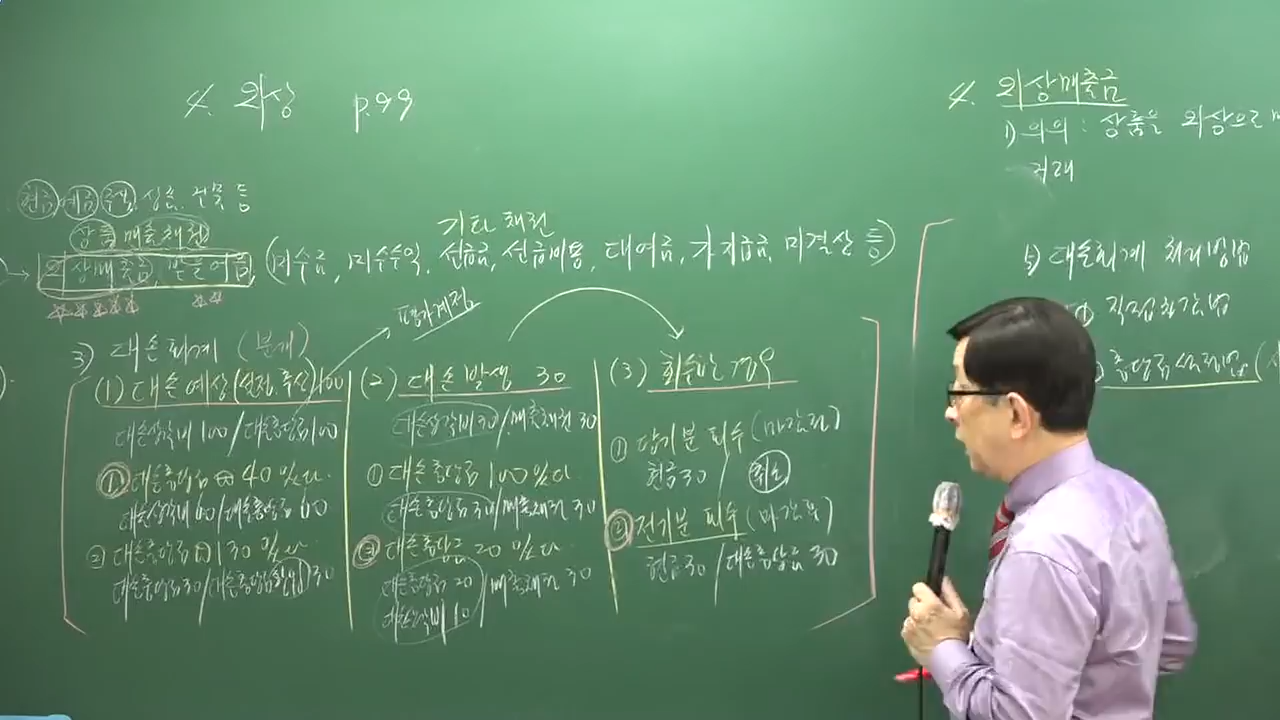 4. 외상 p.99
현금 예금 주식, 상품, 건물 등
상품 매출채권
외상매출금, 받을어음 (미수금, 미수수익, 선급금, 선급비용, 대여금, 가지급금, 미결산 등)
기타 채권
평가계정
3) 대손회계 (분개)
(1) 대손예상(설정, 추산) 100
대손상각비 100 / 대손충당금 100
① 대손충당금 40 있다.
대손상각비 60 / 대손충당금 60
② 대손충당금 130 있다.
대손충당금 30 / 대손충당금환입 30
(2) 대손발생 30
대손상각비 30 / 매출채권 30
① 대손충당금 100 있다
대손충당금 30 / 매출채권 30
② 대손충당금 20 있다.
대손충당금 20 / 매출채권 30
대손상각비 10
(3) 회수하는 경우
① 당기분 회수 (마감전)
현금 30 / 취소
② 전기분 회수 (마감후)
현금 30 / 대손충당금 30
4. 외상매출금
1) 의의 : 상품을 외상으로
거래
5) 대손회계 처리방법
① 직접차감법
충당금설정법